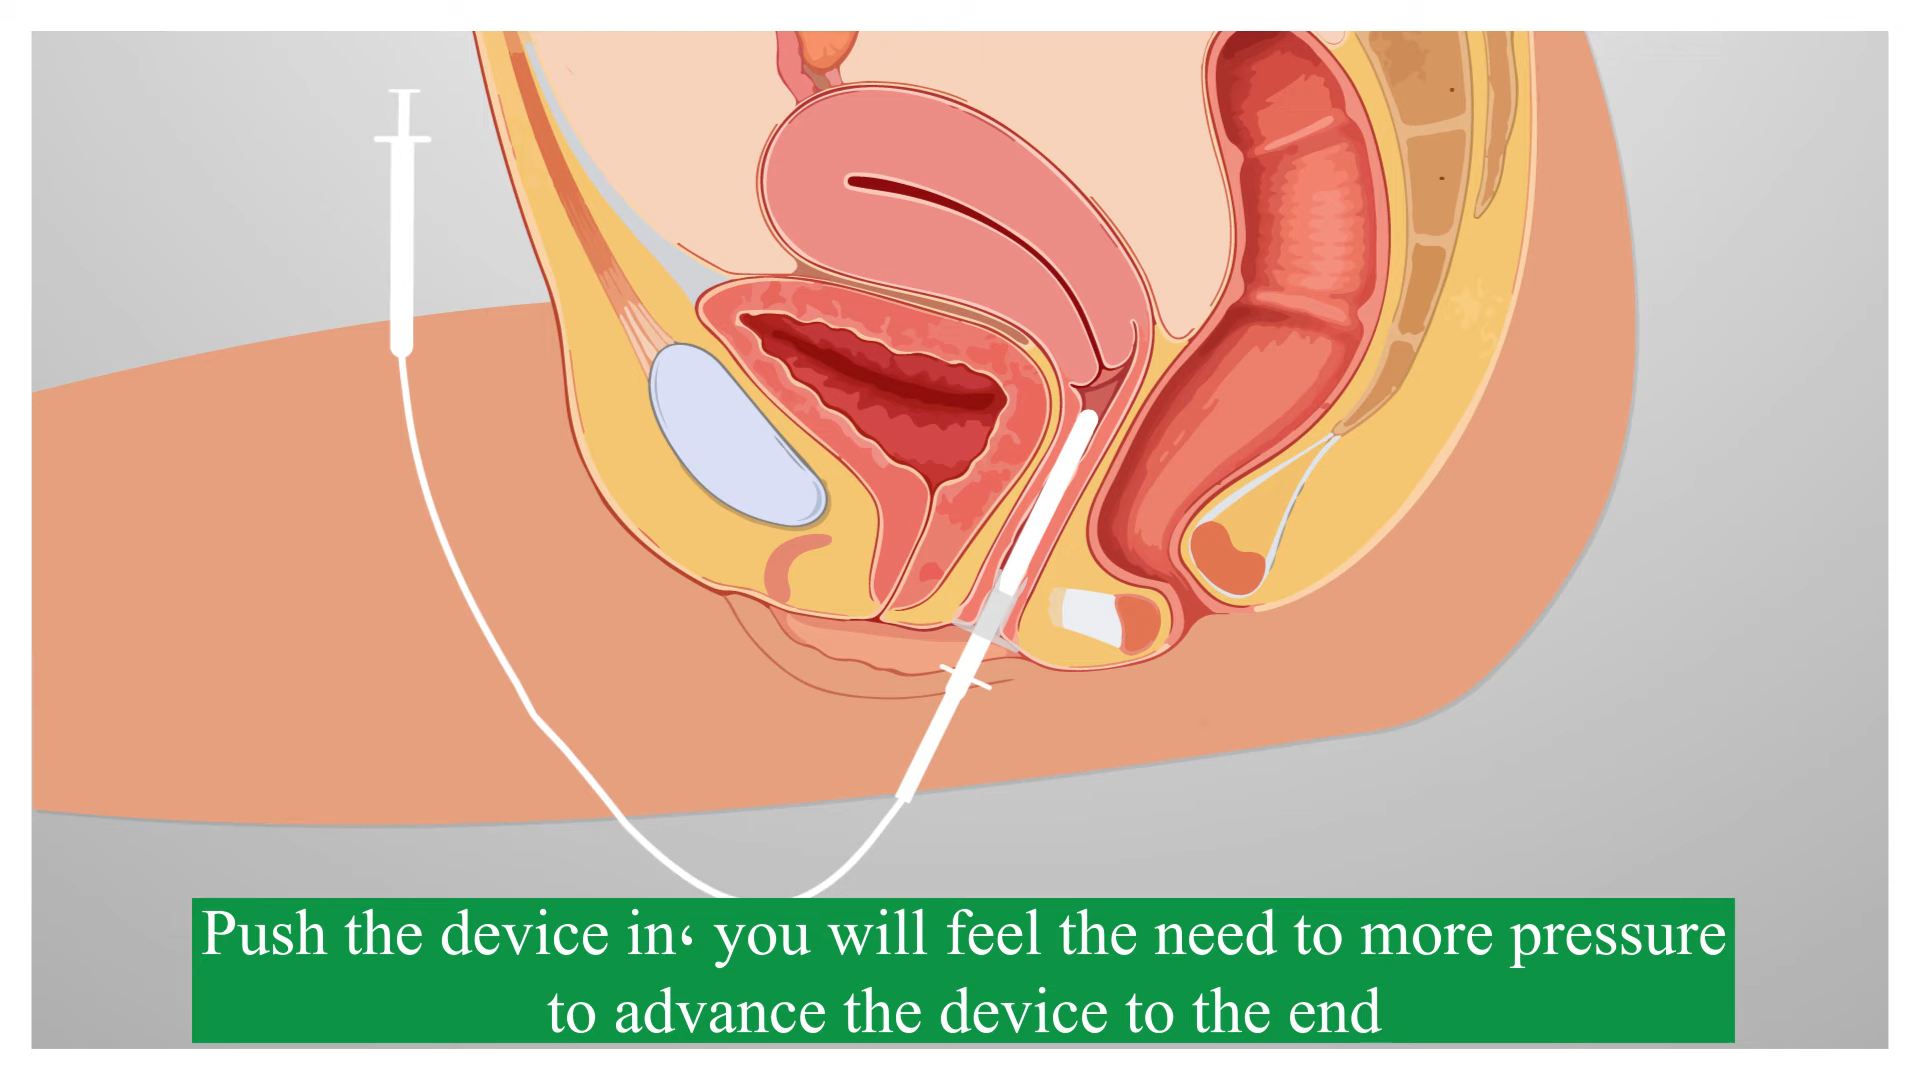 Push the device in، you will feel the need to more pressure
to advance the device to the end